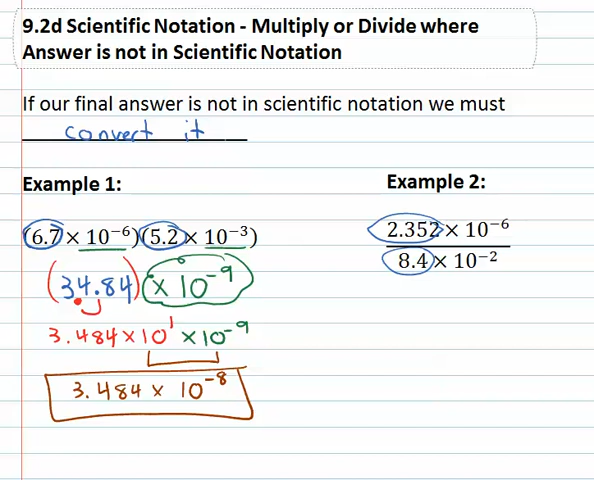 9.2d Scientific Notation - Multiply or Divide where
Answer is not in Scientific Notation
If our final answer is not in scientific notation we must
convert it
Example 1:
(6.7 × 10⁻⁶)(5.2 × 10⁻³)
(34.84)(× 10⁻⁹
3.484 × 10¹ × 10⁻⁹
3.484 × 10⁻⁸
Example 2:
2.352 × 10⁻⁶
8.4 × 10⁻²